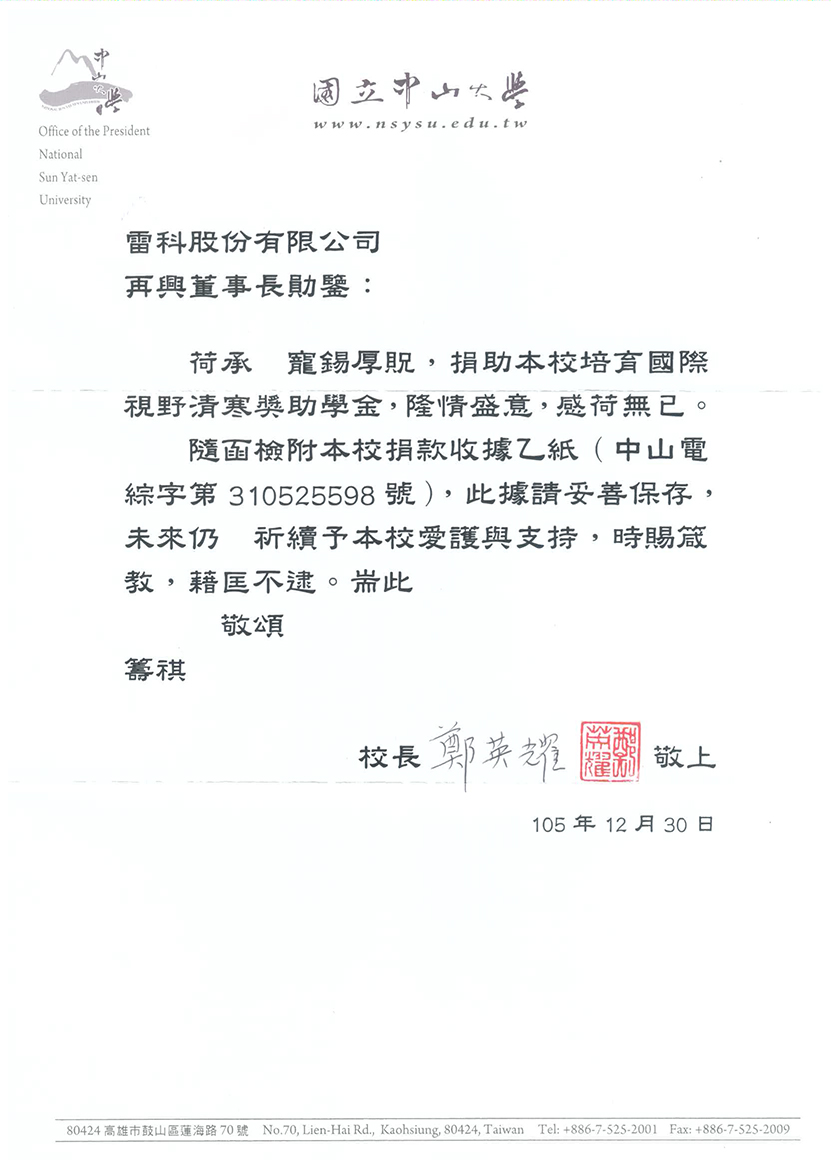 中山大學
Office of the President
National
Sun Yat-sen
University
國立中山大學
www.nsysu.edu.tw
雷科股份有限公司
再興董事長勛鑒：
荷承　寵錫厚貺，捐助本校培育國際
視野清寒獎助學金，隆情盛意，感荷無已。
隨函檢附本校捐款收據乙紙（中山電
綜字第 310525598 號），此據請妥善保存，
未來仍　祈續予本校愛護與支持，時賜箴
教，藉匡不逮。耑此
敬頌
籌祺
校長 鄭英耀 鄭英耀 敬上
105 年 12 月 30 日
80424 高雄市鼓山區蓮海路 70 號 No.70, Lien-Hai Rd., Kaohsiung, 80424, Taiwan Tel: +886-7-525-2001 Fax: +886-7-525-2009